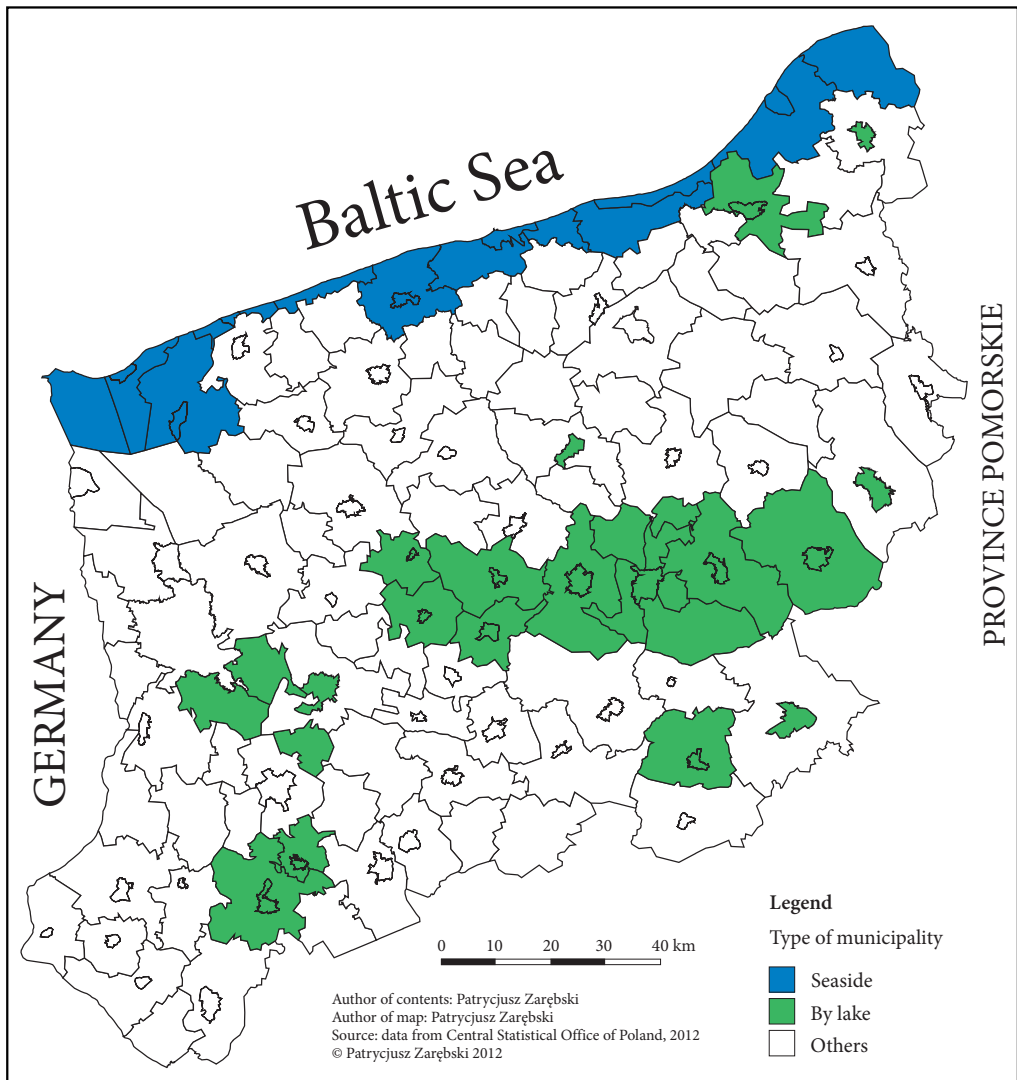 Baltic Sea
PROVINCE POMORSKIE
GERMANY
Legend
Type of municipality
Seaside
By lake
Others
0 10 20 30 40 km
Author of contents: Patrycjusz Zarębski
Author of map: Patrycjusz Zarębski
Source: data from Central Statistical Office of Poland, 2012
© Patrycjusz Zarębski 2012